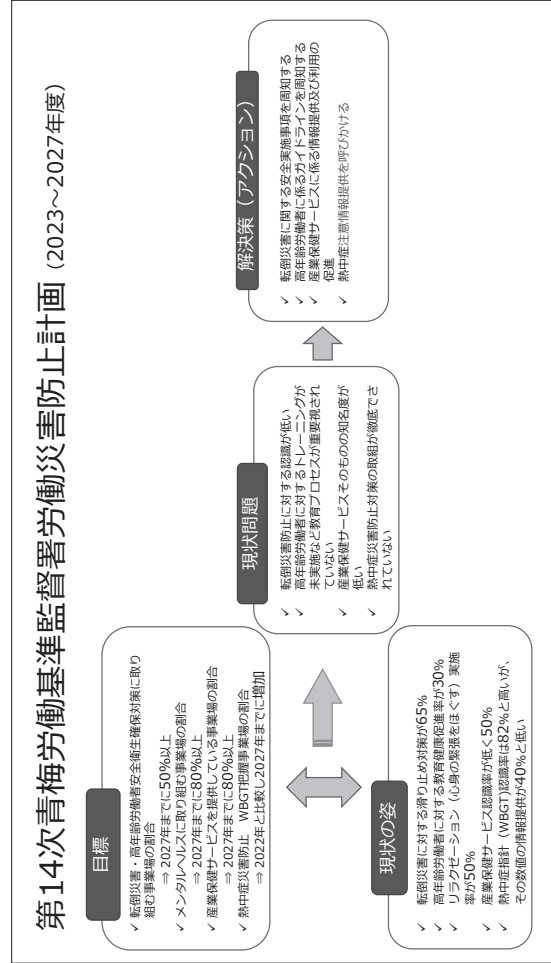 第14次青梅労働基準監督署労働災害防止計画（2023～2027年度）
目標
✓ 転倒災害・高年齢労働者安全衛生確保対策に取り
組む事業場の割合
⇒ 2027年までに50%以上
✓ メンタルヘルスに取り組む事業場の割合
⇒ 2027年までに80%以上
✓ 産業保健サービスを提供している事業場の割合
⇒ 2027年までに80%以上
✓ 熱中症災害防止 WBGT把握事業場の割合
⇒ 2022年と比較し2027年までに増加
現状の姿
✓ 転倒災害に対する滑り止め対策が65%
✓ 高年齢労働者に対する教育健康促進率が30%
✓ リラクゼーション（心身の緊張をほぐす）実施
率が50%
✓ 産業保健サービス認識率が低く50%
✓ 熱中症指針（WBGT)認識率は82%と高いが、
その数値の情報提供が40%と低い
現状問題
✓ 転倒災害防止に対する認識が低い
✓ 高年齢労働者に対するトレーニングが
未実施など教育プロセスが重要視され
ていない
✓ 産業保健サービスそのものの知名度が
低い
✓ 熱中症災害防止対策の取組が徹底でさ
れていない
解決策（アクション）
✓ 転倒災害に関する安全実施事項を周知する
✓ 高年齢労働者に係るガイドラインを周知する
✓ 産業保健サービスに係る情報提供及び利用の
促進
✓ 熱中症注意情報提供を呼びかける